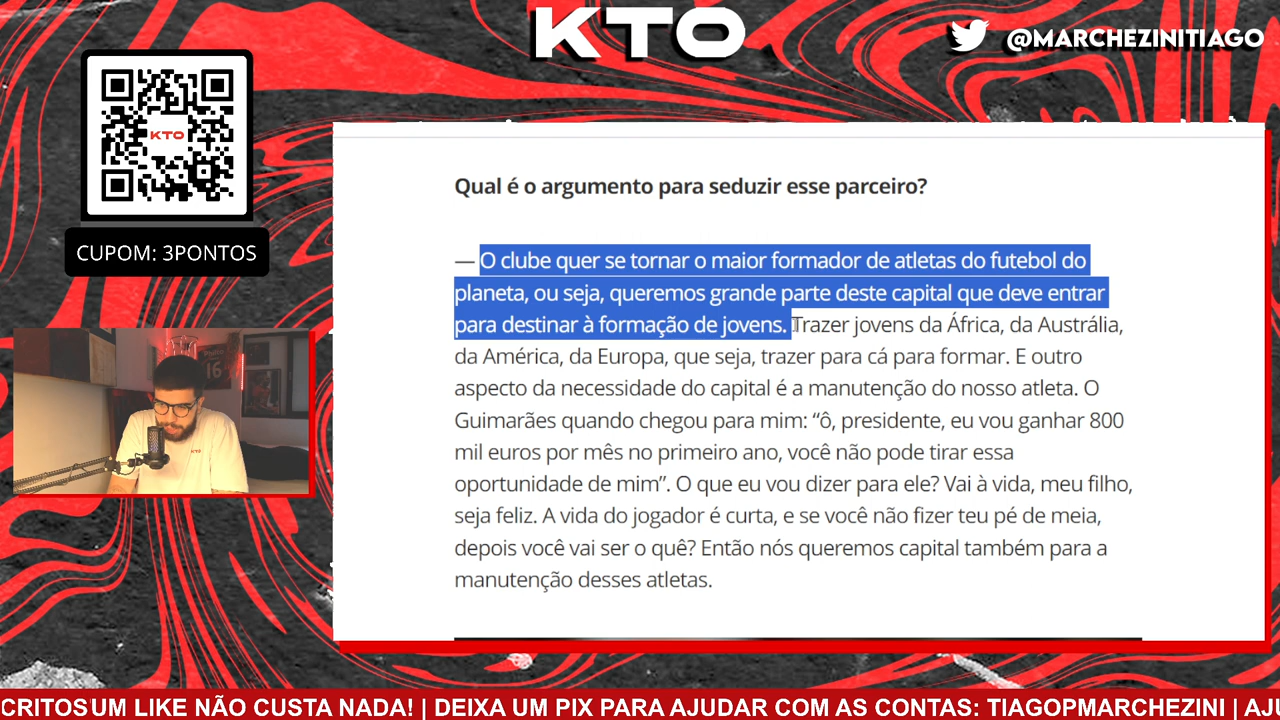 KTO
@MARCHEZINITIAGO
KTO
CUPOM: 3PONTOS
Qual é o argumento para seduzir esse parceiro?
— O clube quer se tornar o maior formador de atletas do futebol do
planeta, ou seja, queremos grande parte deste capital que deve entrar
para destinar à formação de jovens. Trazer jovens da África, da Austrália,
da América, da Europa, que seja, trazer para cá para formar. E outro
aspecto da necessidade do capital é a manutenção do nosso atleta. O
Guimarães quando chegou para mim: “ô, presidente, eu vou ganhar 800
mil euros por mês no primeiro ano, você não pode tirar essa
oportunidade de mim”. O que eu vou dizer para ele? Vai à vida, meu filho,
seja feliz. A vida do jogador é curta, e se você não fizer teu pé de meia,
depois você vai ser o quê? Então nós queremos capital também para a
manutenção desses atletas.
16
KTO
CRITOSUM LIKE NÃO CUSTA NADA! | DEIXA UM PIX PARA AJUDAR COM AS CONTAS: TIAGOPMARCHEZINI | AJU